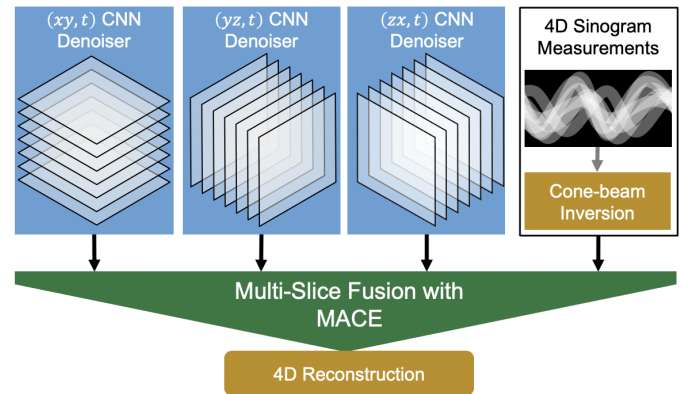 (xy, t) CNN
Denoiser
(yz, t) CNN
Denoiser
(zx, t) CNN
Denoiser
4D Sinogram
Measurements
Cone-beam
Inversion
Multi-Slice Fusion with
MACE
4D Reconstruction